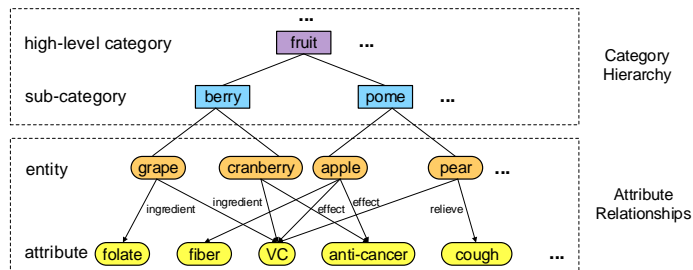 ...
high-level category fruit ...
Category
Hierarchy
sub-category berry pome ...
entity grape cranberry apple pear ...
ingredient ingredient effect effect relieve
Attribute
Relationships
attribute folate fiber VC anti-cancer cough ...